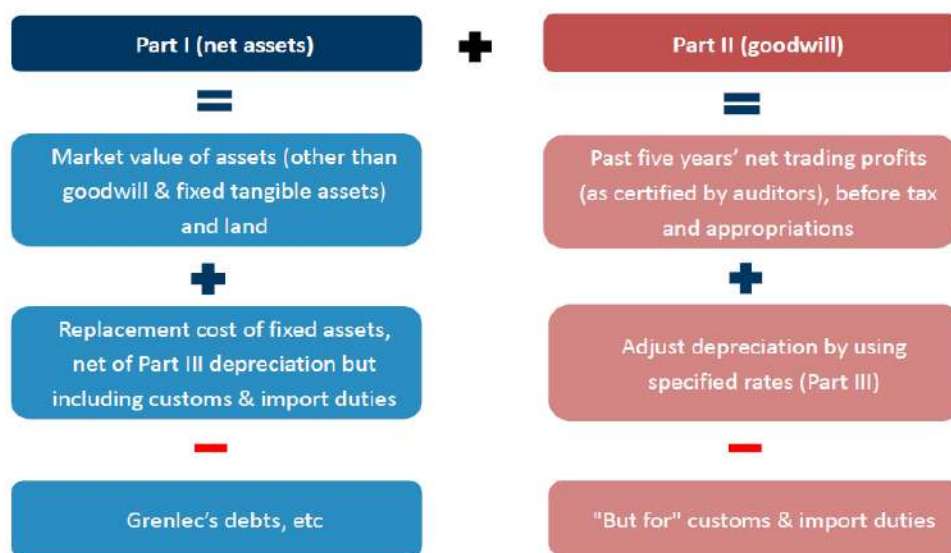 Part I (net assets)
Part II (goodwill)
Market value of assets (other than
goodwill & fixed tangible assets)
and land
Past five years' net trading profits
(as certified by auditors), before tax
and appropriations
Replacement cost of fixed assets,
net of Part III depreciation but
including customs & import duties
Adjust depreciation by using
specified rates (Part III)
Grenlec's debts, etc
"But for" customs & import duties